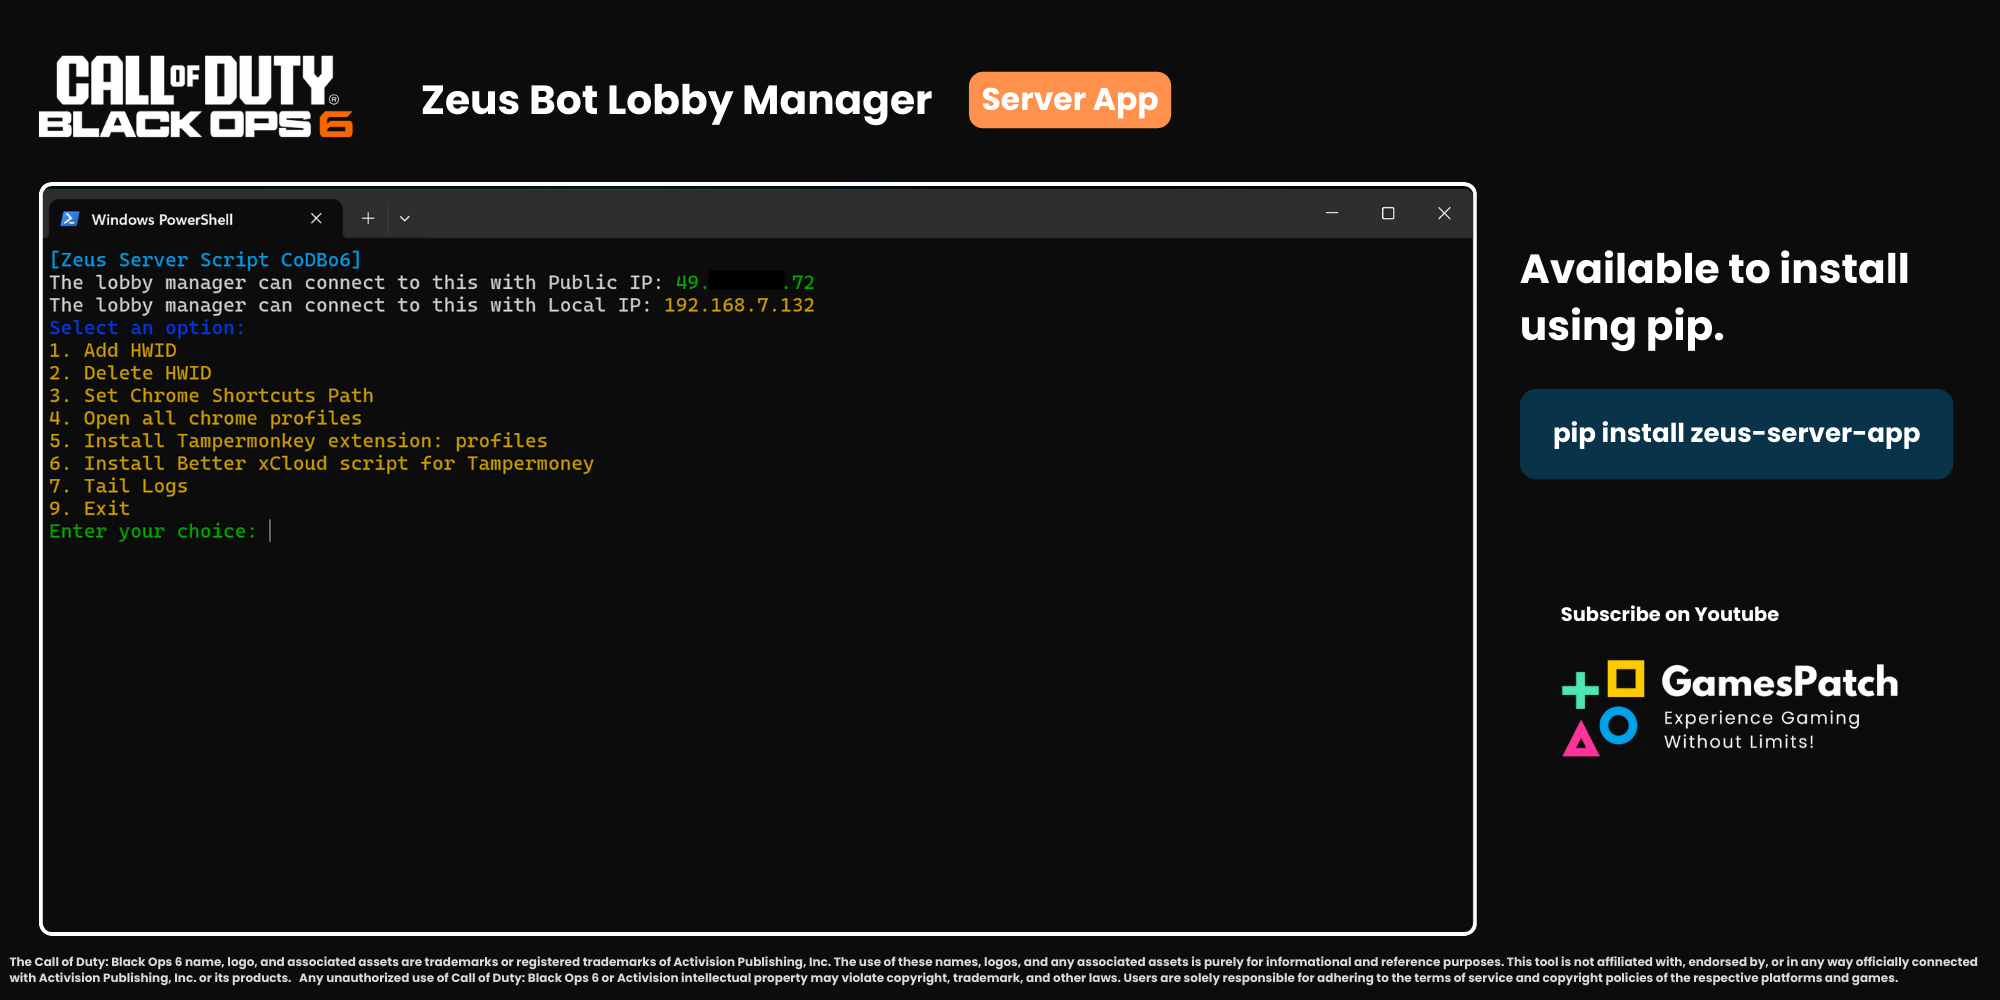 CALL OF DUTY®
BLACK OPS 6
Zeus Bot Lobby Manager
Server App
Windows PowerShell
[Zeus Server Script CoDBo6]
The lobby manager can connect to this with Public IP: 49. .72
The lobby manager can connect to this with Local IP: 192.168.7.132
Select an option:
1. Add HWID
2. Delete HWID
3. Set Chrome Shortcuts Path
4. Open all chrome profiles
5. Install Tampermonkey extension: profiles
6. Install Better xCloud script for Tampermoney
7. Tail Logs
9. Exit
Enter your choice:
Available to install
using pip.
pip install zeus-server-app
Subscribe on Youtube
GamesPatch
Experience Gaming
Without Limits!
The Call of Duty: Black Ops 6 name, logo, and associated assets are trademarks or registered trademarks of Activision Publishing, Inc. The use of these names, logos, and any associated assets is purely for informational and reference purposes. This tool is not affiliated with, endorsed by, or in any way officially connected
with Activision Publishing, Inc. or its products. Any unauthorized use of Call of Duty: Black Ops 6 or Activision intellectual property may violate copyright, trademark, and other laws. Users are solely responsible for adhering to the terms of service and copyright policies of the respective platforms and games.